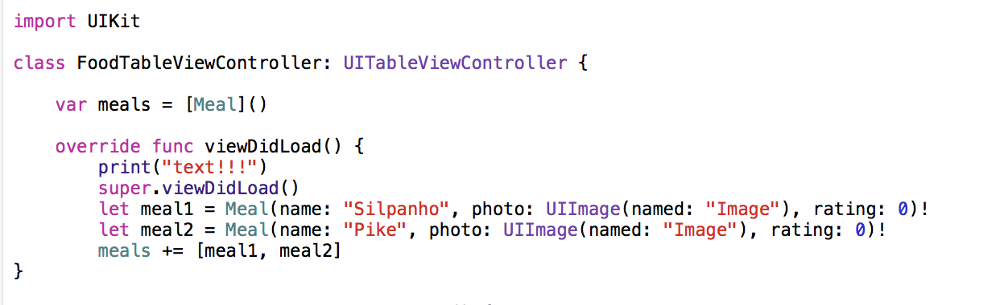 import UIKit
class FoodTableViewController: UITableViewController {
var meals = [Meal]()
override func viewDidLoad() {
print("text!!!")
super.viewDidLoad()
let meal1 = Meal(name: "Silpanho", photo: UIImage(named: "Image"), rating: 0)!
let meal2 = Meal(name: "Pike", photo: UIImage(named: "Image"), rating: 0)!
meals += [meal1, meal2]
}